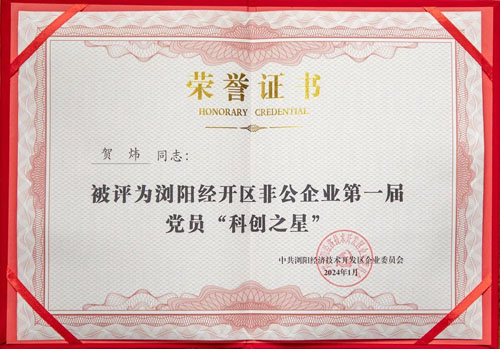 荣誉证书
HONORARY CREDENTIAL
贺炜 同志：
被评为浏阳经开区非公企业第一届
党员“科创之星”
中共浏阳经济技术开发区企业委员会
2024年1月